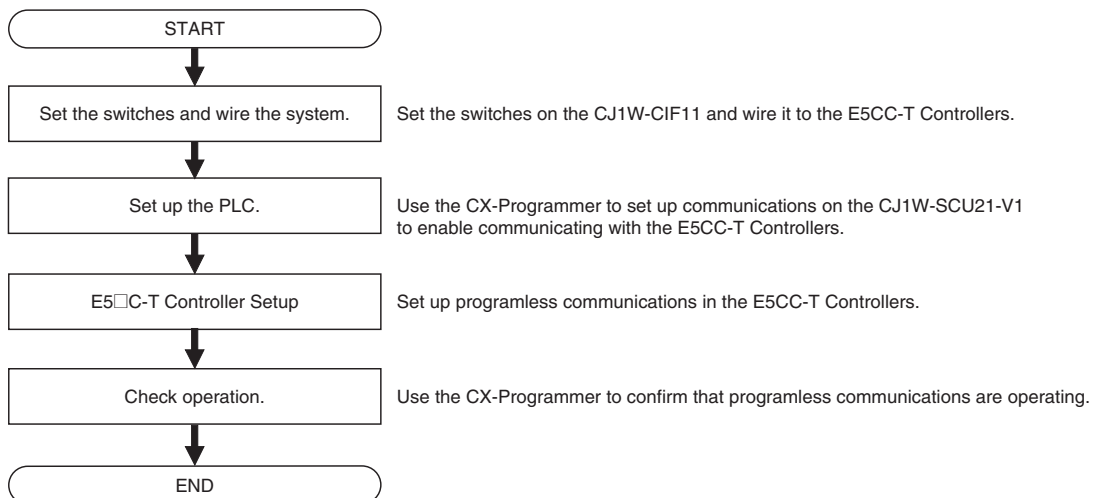 START
Set the switches and wire the system.
Set the switches on the CJ1W-CIF11 and wire it to the E5CC-T Controllers.
Set up the PLC.
Use the CX-Programmer to set up communications on the CJ1W-SCU21-V1
to enable communicating with the E5CC-T Controllers.
E5□C-T Controller Setup
Set up programless communications in the E5CC-T Controllers.
Check operation.
Use the CX-Programmer to confirm that programless communications are operating.
END